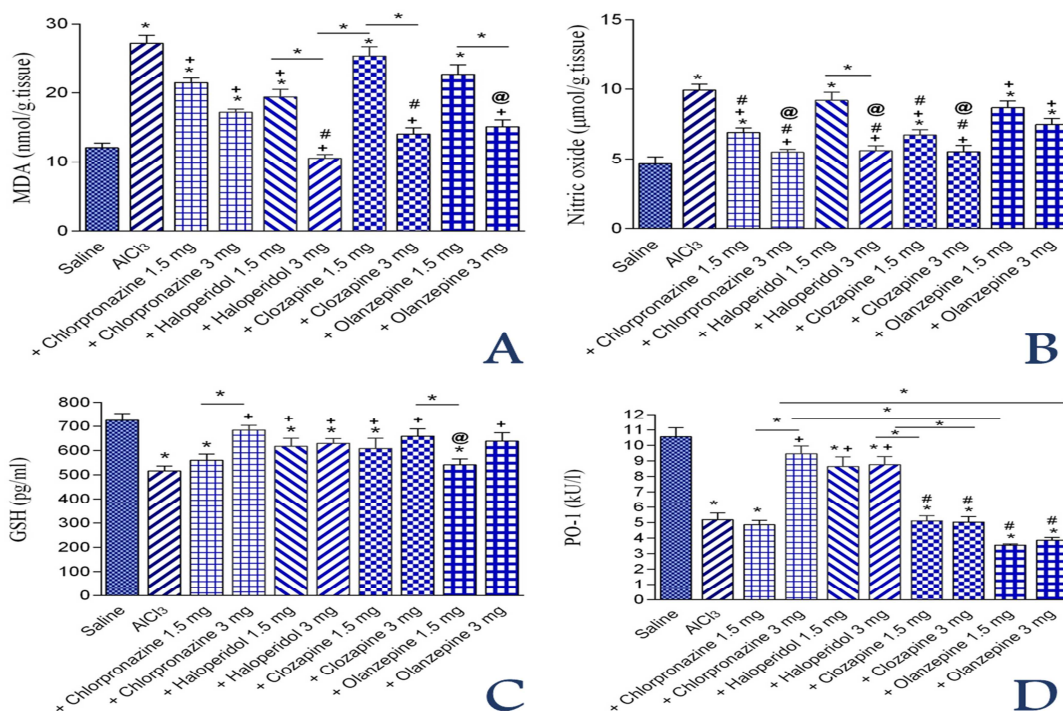 MDA (nmol/g.tissue)
30
20
10
0
*
+
*
+
*
+
*
#
+
*
#
+
*
@
+
*
*
*
*
Saline
AlCl3
+ Chlorpronazine 1.5 mg
+ Chlorpronazine 3 mg
+ Haloperidol 1.5 mg
+ Haloperidol 3 mg
+ Clozapine 1.5 mg
+ Clozapine 3 mg
+ Olanzepine 1.5 mg
+ Olanzepine 3 mg
A
Nitric oxide (μmol/g.tissue)
15
10
5
0
*
#
+
*
@
#
+
*
*
@
#
+
#
+
*
@
#
+
+
*
+
*
Saline
AlCl3
+ Chlorpronazine 1.5 mg
+ Chlorpronazine 3 mg
+ Haloperidol 1.5 mg
+ Haloperidol 3 mg
+ Clozapine 1.5 mg
+ Clozapine 3 mg
+ Olanzepine 1.5 mg
+ Olanzepine 3 mg
B
GSH (pg/ml)
800
700
600
500
400
300
200
100
0
*
*
*
+
+
*
+
*
+
*
+
*
@
*
+
Saline
AlCl3
+ Chlorpronazine 1.5 mg
+ Chlorpronazine 3 mg
+ Haloperidol 1.5 mg
+ Haloperidol 3 mg
+ Clozapine 1.5 mg
+ Clozapine 3 mg
+ Olanzepine 1.5 mg
+ Olanzepine 3 mg
C
PO-1 (kU/l)
12
11
10
9
8
7
6
5
4
3
2
1
0
*
*
*
*
*
*
*
+
* +
* +
#
*
#
*
#
*
#
*
Saline
AlCl3
+ Chlorpronazine 1.5 mg
+ Chlorpronazine 3 mg
+ Haloperidol 1.5 mg
+ Haloperidol 3 mg
+ Clozapine 1.5 mg
+ Clozapine 3 mg
+ Olanzepine 1.5 mg
+ Olanzepine 3 mg
D